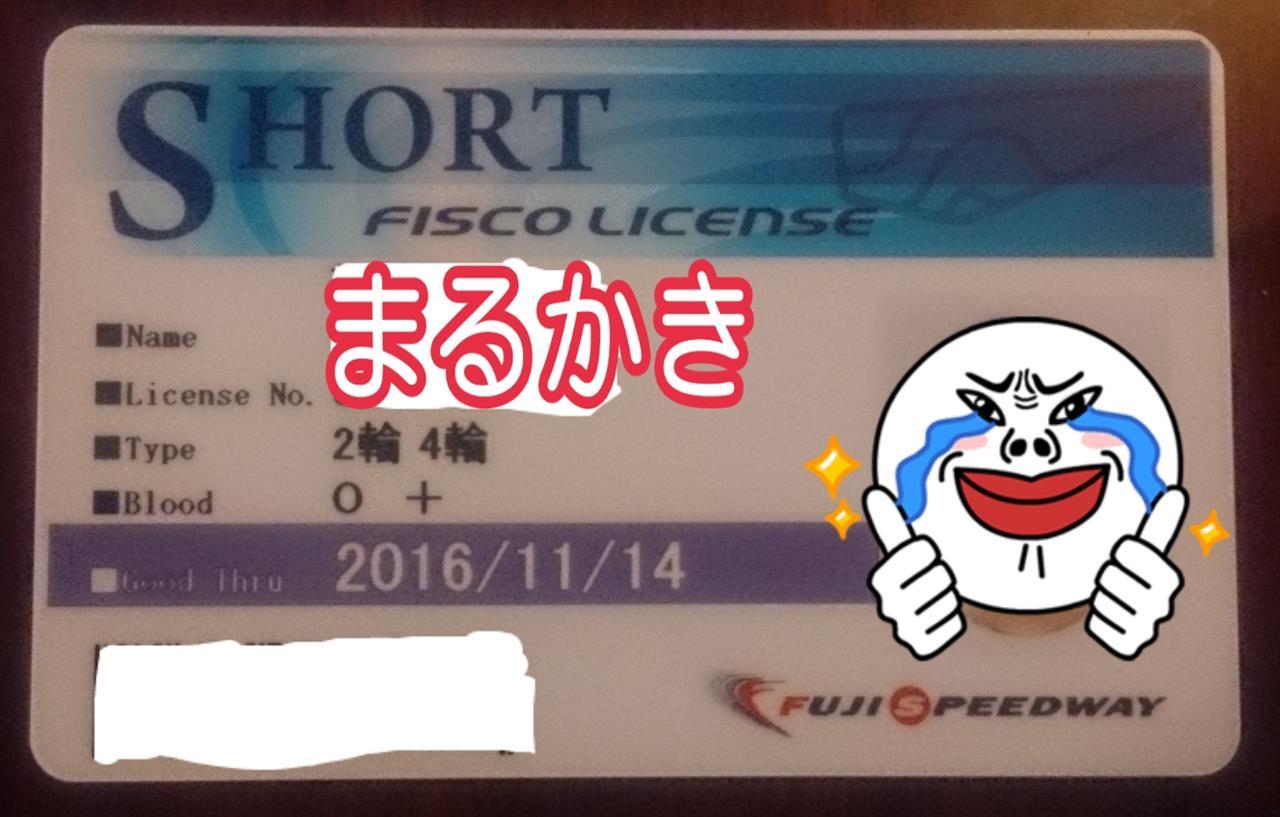 SHORT
FISCO LICENSE
まるかき
■Name
■License No.
■Type 2輪 4輪
■Blood O +
■Good Thru 2016/11/14
FUJI SPEEDWAY